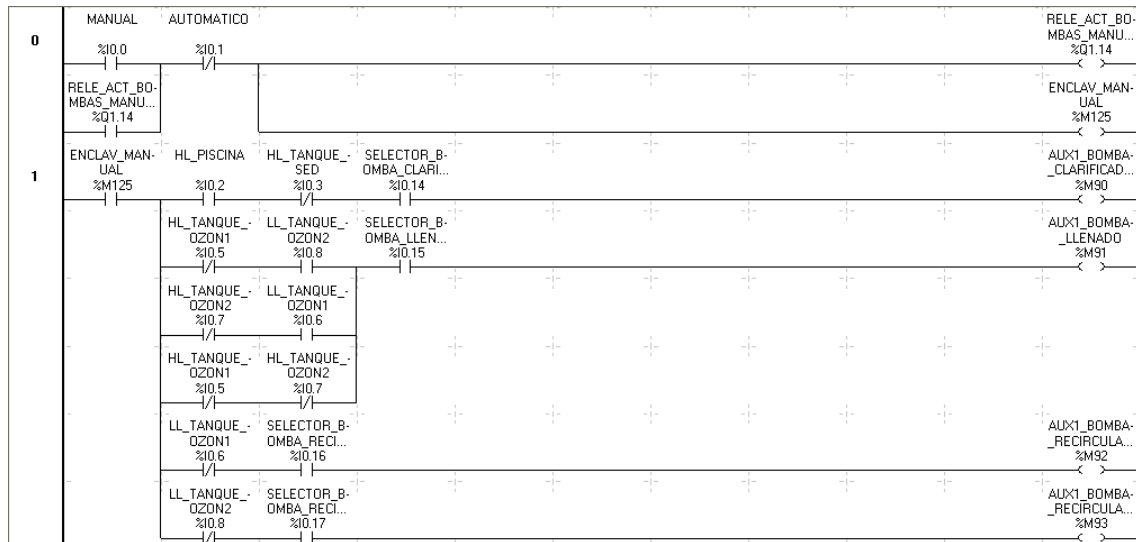 MANUAL AUTOMATICO RELE_ACT_BO-
MBAS_MANU...
0 %I0.0 %I0.1 %Q1.14
RELE_ACT_BO-
MBAS_MANU...
%Q1.14
ENCLAV_MAN-
UAL
%M125
1
ENCLAV_MAN-
UAL
%M125
HL_PISCINA
%I0.2
HL_TANQUE_-
SED
%I0.3
SELECTOR_B-
OMBA_CLARI...
%I0.14
AUX1_BOMBA-
_CLARIFICAD...
%M90
HL_TANQUE_-
OZON1
%I0.5
LL_TANQUE_-
OZON2
%I0.8
SELECTOR_B-
OMBA_LLEN...
%I0.15
AUX1_BOMBA-
_LLENADO
%M91
HL_TANQUE_-
OZON2
%I0.7
LL_TANQUE_-
OZON1
%I0.6
HL_TANQUE_-
OZON1
%I0.5
HL_TANQUE_-
OZON2
%I0.7
LL_TANQUE_-
OZON1
%I0.6
SELECTOR_B-
OMBA_RECI...
%I0.16
AUX1_BOMBA-
_RECIRCULA...
%M92
LL_TANQUE_-
OZON2
%I0.8
SELECTOR_B-
OMBA_RECI...
%I0.17
AUX1_BOMBA-
_RECIRCULA...
%M93